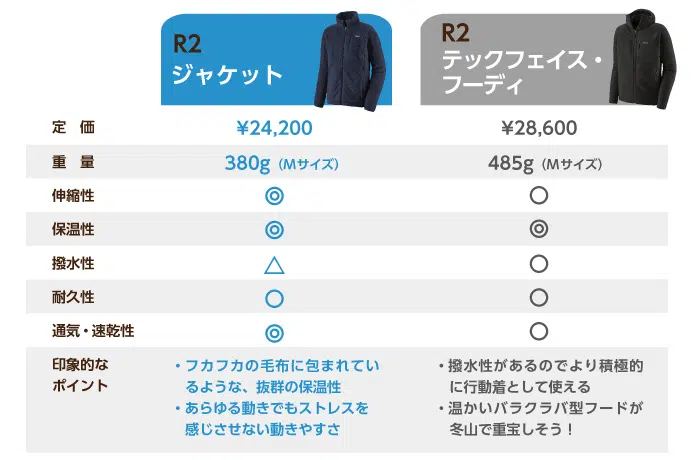 R2
ジャケット
R2
テックフェイス・
フーディ
定 価 ¥24,200 ¥28,600
重 量 380g（Mサイズ） 485g（Mサイズ）
伸縮性 ◎ ○
保温性 ◎ ◎
撥水性 △ ○
耐久性 ○ ○
通気・速乾性 ◎ ○
印象的な
ポイント
・フカフカの毛布に包まれてい
るような、抜群の保温性
・あらゆる動きでもストレスを
感じさせない動きやすさ
・撥水性があるのでより積極的
に行動着として使える
・温かいバラクラバ型フードが
冬山で重宝しそう！